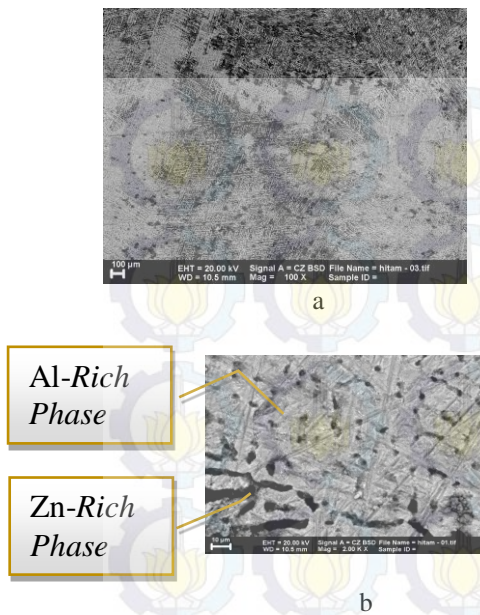 100 µm
EHT = 20.00 kV Signal A = CZ BSD File Name = hitam - 03.tif
WD = 10.5 mm Mag = 100 X Sample ID =
a
Al-Rich
Phase
Zn-Rich
Phase
10 µm
EHT = 20.00 kV Signal A = CZ BSD File Name = hitam - 01.tif
WD = 10.5 mm Mag = 2.00 K X Sample ID =
b